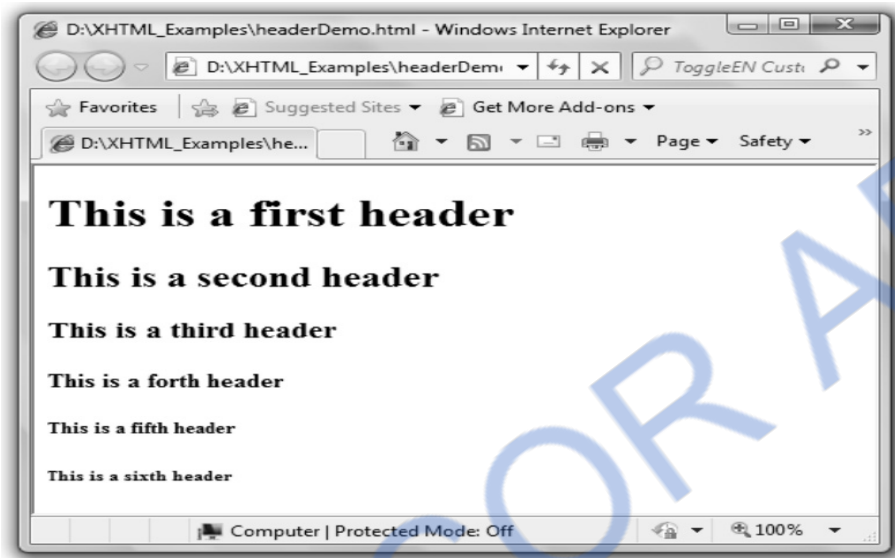 D:\XHTML_Examples\headerDemo.html - Windows Internet Explorer
D:\XHTML_Examples\headerDem
ToggleEN Cust
Favorites Suggested Sites Get More Add-ons
D:\XHTML_Examples\he... Page Safety »
This is a first header
This is a second header
This is a third header
This is a forth header
This is a fifth header
This is a sixth header
Computer | Protected Mode: Off 100%
COR A